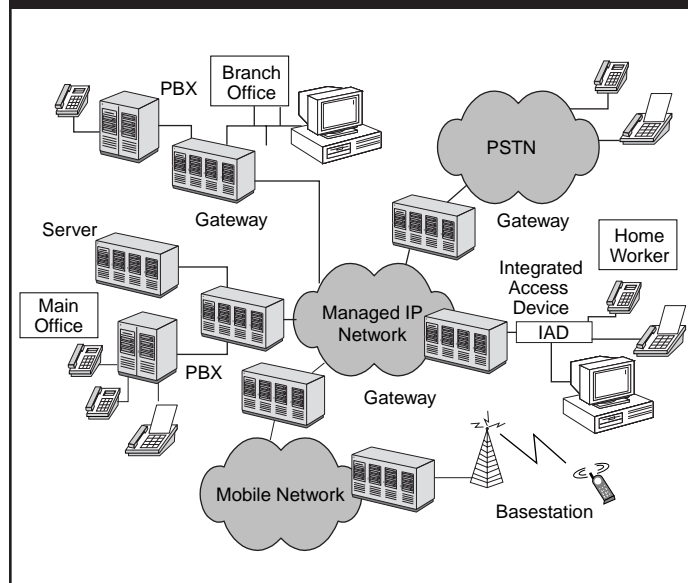 PBX
Branch
Office
PSTN
Gateway
Gateway
Server
Home
Worker
Integrated
Access
Device
Main
Office
Managed IP
Network
IAD
PBX
Gateway
Mobile Network
Basestation